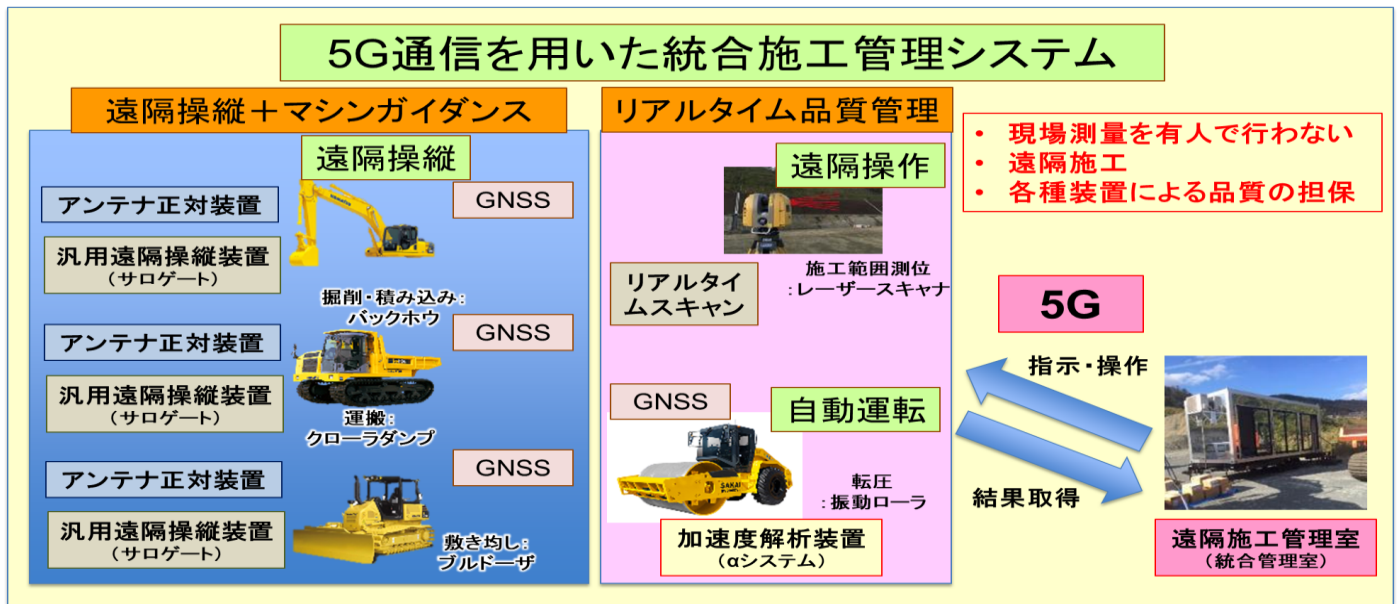 5G通信を用いた統合施工管理システム
遠隔操縦＋マシンガイダンス
遠隔操縦
アンテナ正対装置
GNSS
汎用遠隔操縦装置
（サロゲート）
掘削・積み込み：
バックホウ
アンテナ正対装置
GNSS
汎用遠隔操縦装置
（サロゲート）
運搬：
クローラダンプ
アンテナ正対装置
GNSS
汎用遠隔操縦装置
（サロゲート）
敷き均し：
ブルドーザ
リアルタイム品質管理
遠隔操作
施工範囲測位
：レーザースキャナ
リアルタイ
ムスキャン
GNSS
自動運転
SAKAI
転圧
：振動ローラ
加速度解析装置
（αシステム）
・ 現場測量を有人で行わない
・ 遠隔施工
・ 各種装置による品質の担保
5G
指示・操作
結果取得
遠隔施工管理室
（統合管理室）